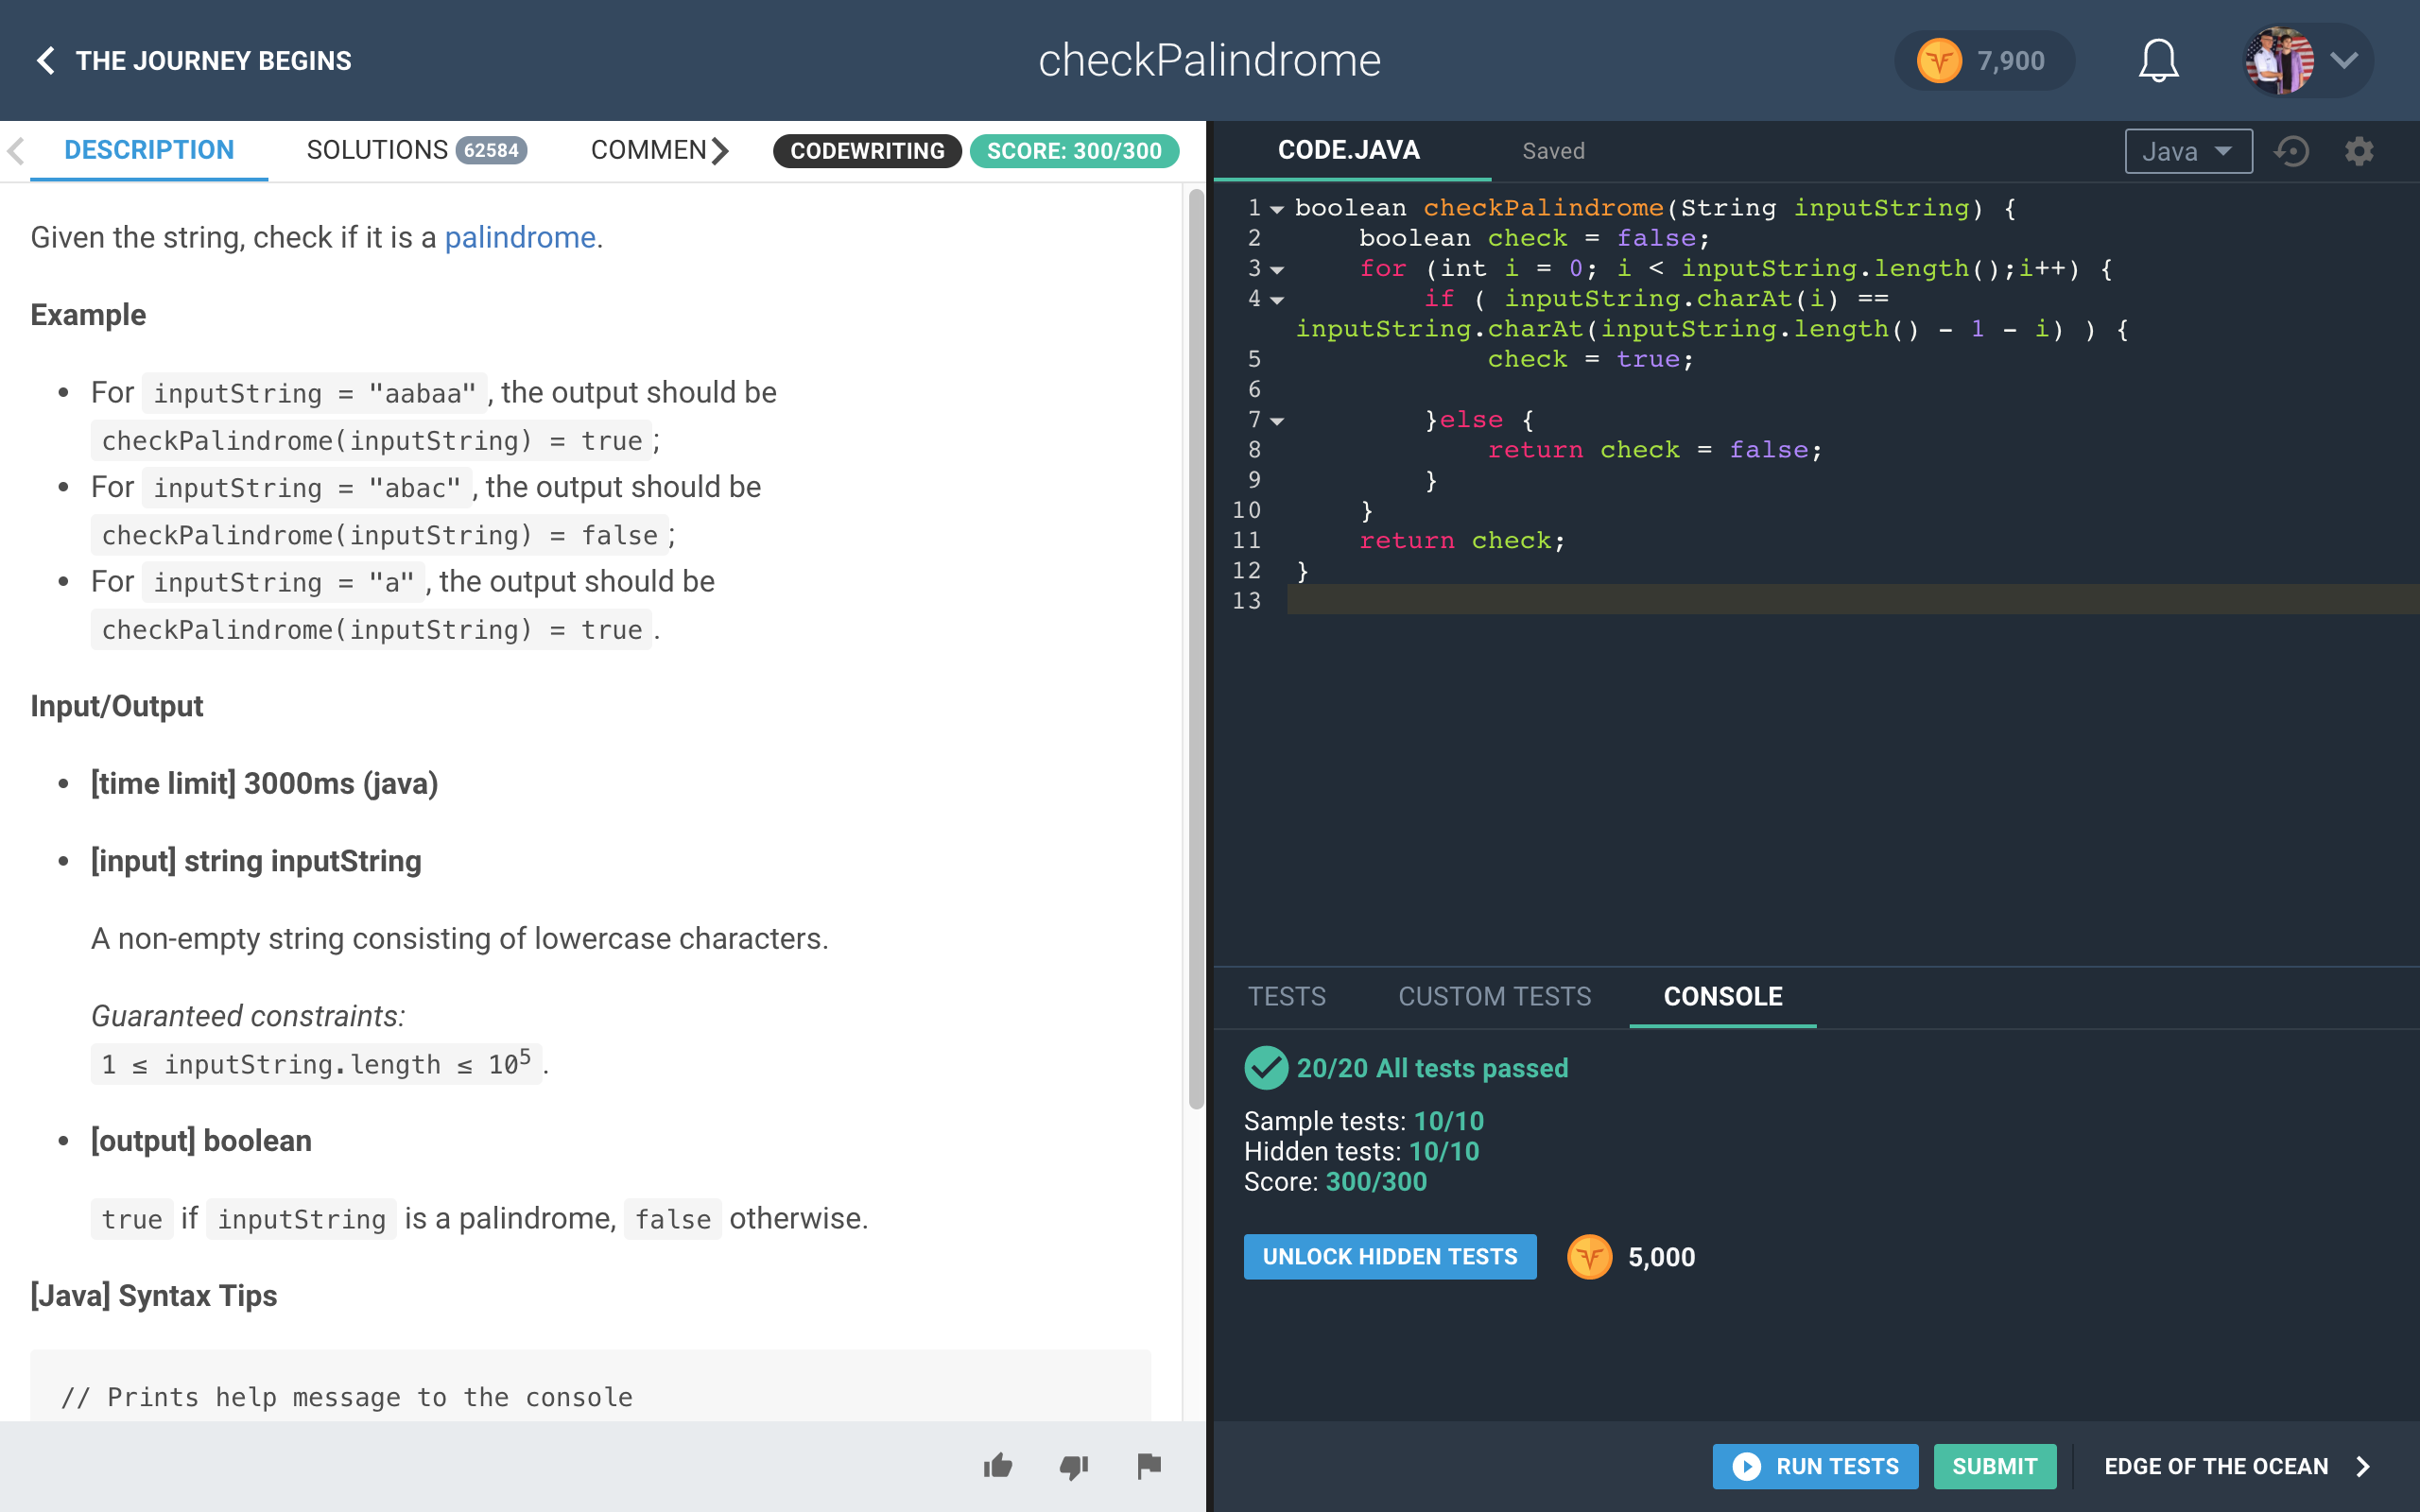 THE JOURNEY BEGINS
checkPalindrome
7,900
DESCRIPTION
SOLUTIONS 62584
COMMEN
CODEWRITING
SCORE: 300/300
Given the string, check if it is a palindrome.
Example
• For inputString = "aabaa", the output should be
checkPalindrome(inputString) = true;
• For inputString = "abac", the output should be
checkPalindrome(inputString) = false;
• For inputString = "a", the output should be
checkPalindrome(inputString) = true.
Input/Output
• [time limit] 3000ms (java)
• [input] string inputString
A non-empty string consisting of lowercase characters.
Guaranteed constraints:
1 ≤ inputString.length ≤ 10⁵.
• [output] boolean
true if inputString is a palindrome, false otherwise.
[Java] Syntax Tips
// Prints help message to the console
CODE.JAVA
Saved
Java
1 boolean checkPalindrome(String inputString) {
2     boolean check = false;
3     for (int i = 0; i < inputString.length();i++) {
4         if ( inputString.charAt(i) ==
inputString.charAt(inputString.length() - 1 - i) ) {
5             check = true;
6
7         }else {
8             return check = false;
9         }
10     }
11     return check;
12 }
13
TESTS
CUSTOM TESTS
CONSOLE
20/20 All tests passed
Sample tests: 10/10
Hidden tests: 10/10
Score: 300/300
UNLOCK HIDDEN TESTS
5,000
RUN TESTS
SUBMIT
EDGE OF THE OCEAN